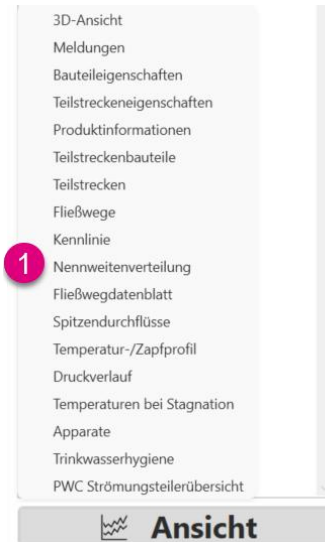 3D-Ansicht
Meldungen
Bauteileigenschaften
Teilstreckeneigenschaften
Produktinformationen
Teilstreckenbauteile
Teilstrecken
Fließwege
Kennlinie
1 Nennweitenverteilung
Fließwegdatenblatt
Spitzendurchflüsse
Temperatur-/Zapfprofil
Druckverlauf
Temperaturen bei Stagnation
Apparate
Trinkwasserhygiene
PWC Strömungsteilerübersicht
Ansicht